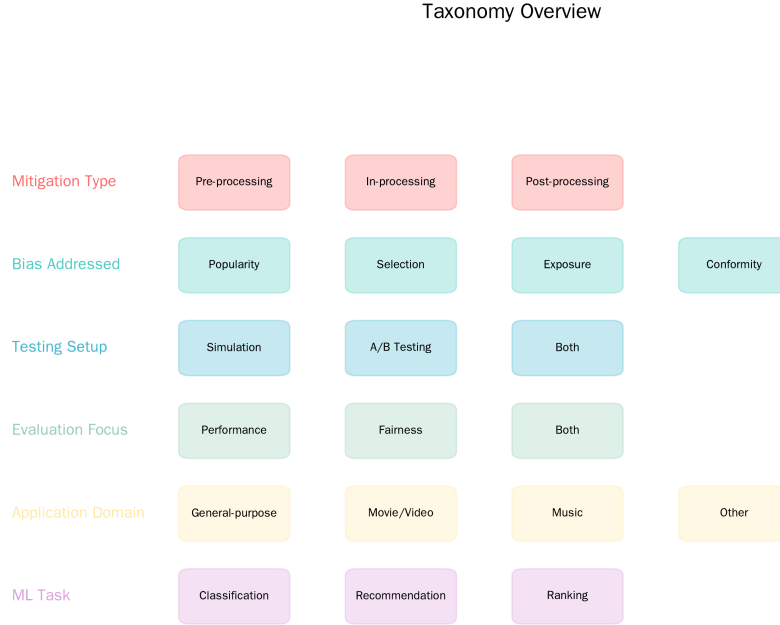 Taxonomy Overview
Mitigation Type Pre-processing In-processing Post-processing
Bias Addressed Popularity Selection Exposure Conformity
Testing Setup Simulation A/B Testing Both
Evaluation Focus Performance Fairness Both
Application Domain General-purpose Movie/Video Music Other
ML Task Classification Recommendation Ranking